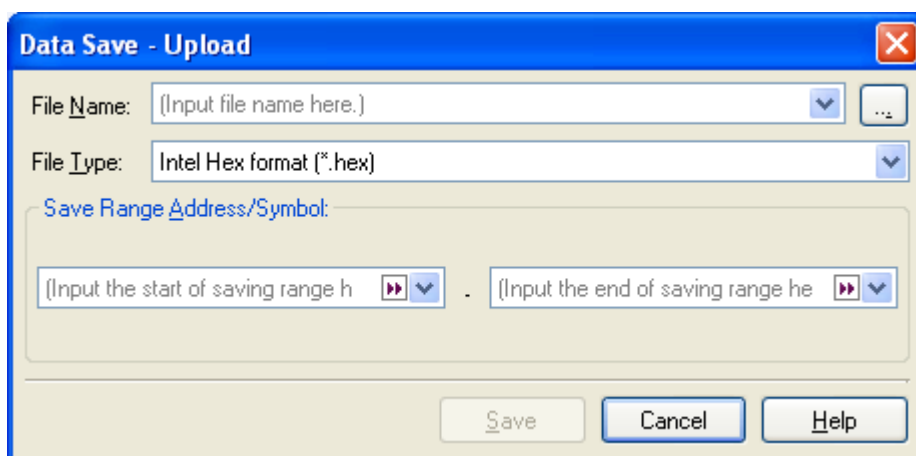 Data Save - Upload
File Name: (Input file name here.) ...
File Type: Intel Hex format (*.hex)
Save Range Address/Symbol:
(Input the start of saving range h - (Input the end of saving range he
Save Cancel Help